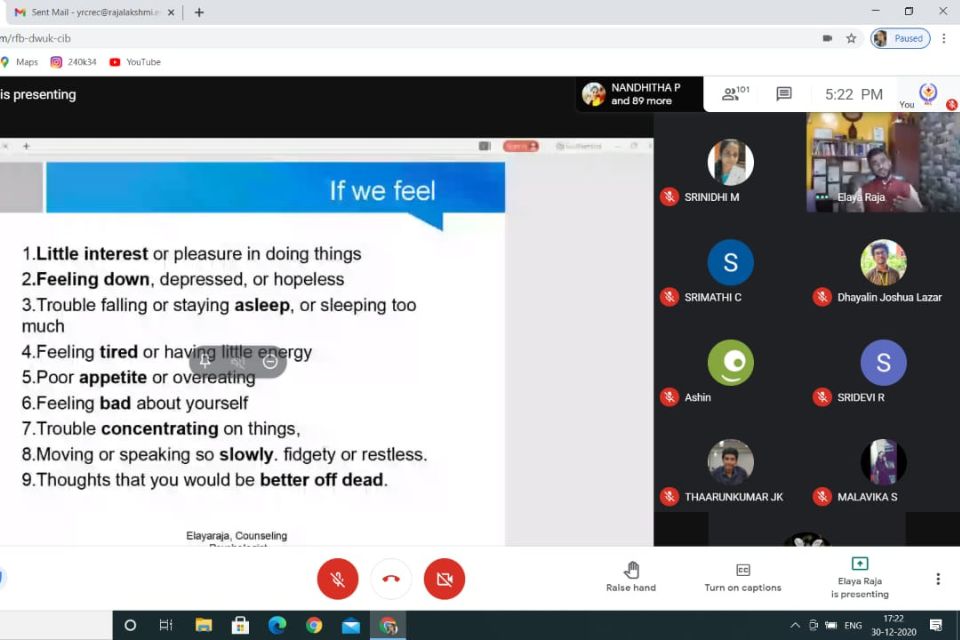 Sent Mail - yrcrec@rajalakshmi.e
m/rfb-dwuk-cib
Paused
Maps
240k34
YouTube
is presenting
NANDHITHA P
and 89 more
101
5:22 PM
You
If we feel
1.Little interest or pleasure in doing things
2.Feeling down, depressed, or hopeless
3.Trouble falling or staying asleep, or sleeping too
much
4.Feeling tired or having little energy
5.Poor appetite or overeating
6.Feeling bad about yourself
7.Trouble concentrating on things,
8.Moving or speaking so slowly. fidgety or restless.
9.Thoughts that you would be better off dead.
Elayaraja, Counseling
SRINIDHI M
Elaya Raja
S
SRIMATHI C
Dhayalin Joshua Lazar
Ashin
S
SRIDEVI R
THAARUNKUMAR JK
MALAVIKA S
Raise hand
Turn on captions
Elaya Raja
is presenting
ENG
17:22
30-12-2020